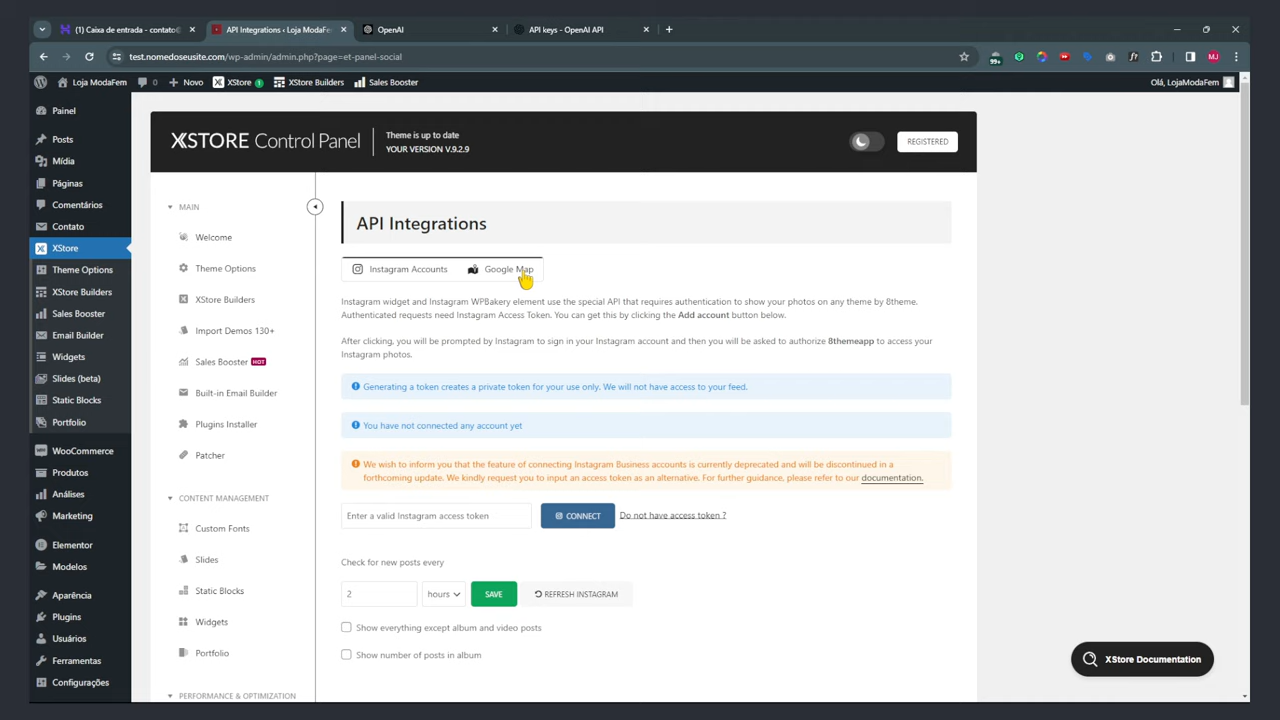 (1) Caixa de entrada - contato@
API Integrations ‹ Loja ModaFem
OpenAI
API keys - OpenAI API
test.nomedoseusite.com/wp-admin/admin.php?page=et-panel-social
99+
MJ
Loja ModaFem
0
Novo
XStore 1
XStore Builders
Sales Booster
Olá, LojaModaFem
Painel
Posts
Mídia
Páginas
Comentários
Contato
XStore
Theme Options
XStore Builders
Sales Booster
Email Builder
Widgets
Slides (beta)
Static Blocks
Portfolio
WooCommerce
Produtos
Análises
Marketing
Elementor
Modelos
Aparência
Plugins
Usuários
Ferramentas
Configurações
XSTORE Control Panel
Theme is up to date
YOUR VERSION V.9.2.9
REGISTERED
MAIN
Welcome
Theme Options
XStore Builders
Import Demos 130+
Sales Booster HOT
Built-in Email Builder
Plugins Installer
Patcher
CONTENT MANAGEMENT
Custom Fonts
Slides
Static Blocks
Widgets
Portfolio
PERFORMANCE & OPTIMIZATION
API Integrations
Instagram Accounts
Google Map
Instagram widget and Instagram WPBakery element use the special API that requires authentication to show your photos on any theme by 8theme.
Authenticated requests need Instagram Access Token. You can get this by clicking the Add account button below.
After clicking, you will be prompted by Instagram to sign in your Instagram account and then you will be asked to authorize 8themeapp to access your
Instagram photos.
Generating a token creates a private token for your use only. We will not have access to your feed.
You have not connected any account yet
We wish to inform you that the feature of connecting Instagram Business accounts is currently deprecated and will be discontinued in a
forthcoming update. We kindly request you to input an access token as an alternative. For further guidance, please refer to our documentation.
Enter a valid Instagram access token
CONNECT
Do not have access token ?
Check for new posts every
2
hours
SAVE
REFRESH INSTAGRAM
Show everything except album and video posts
Show number of posts in album
XStore Documentation